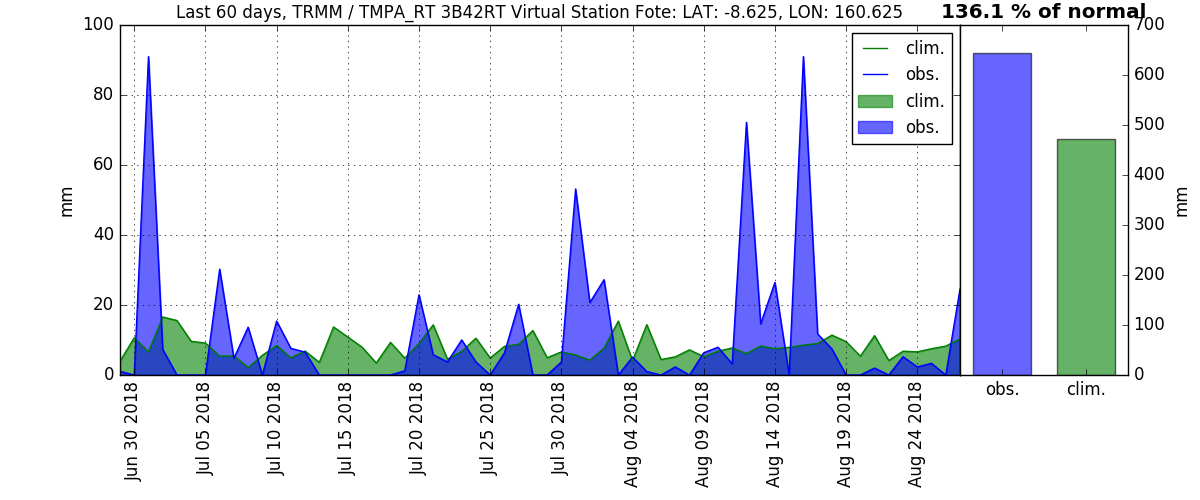 Last 60 days, TRMM / TMPA_RT 3B42RT Virtual Station Fote: LAT: -8.625, LON: 160.625
136.1 % of normal
100
80
60
40
20
0
mm
clim.
obs.
clim.
obs.
Jun 30 2018
Jul 05 2018
Jul 10 2018
Jul 15 2018
Jul 20 2018
Jul 25 2018
Jul 30 2018
Aug 04 2018
Aug 09 2018
Aug 14 2018
Aug 19 2018
Aug 24 2018
700
600
500
400
300
200
100
0
mm
obs.
clim.